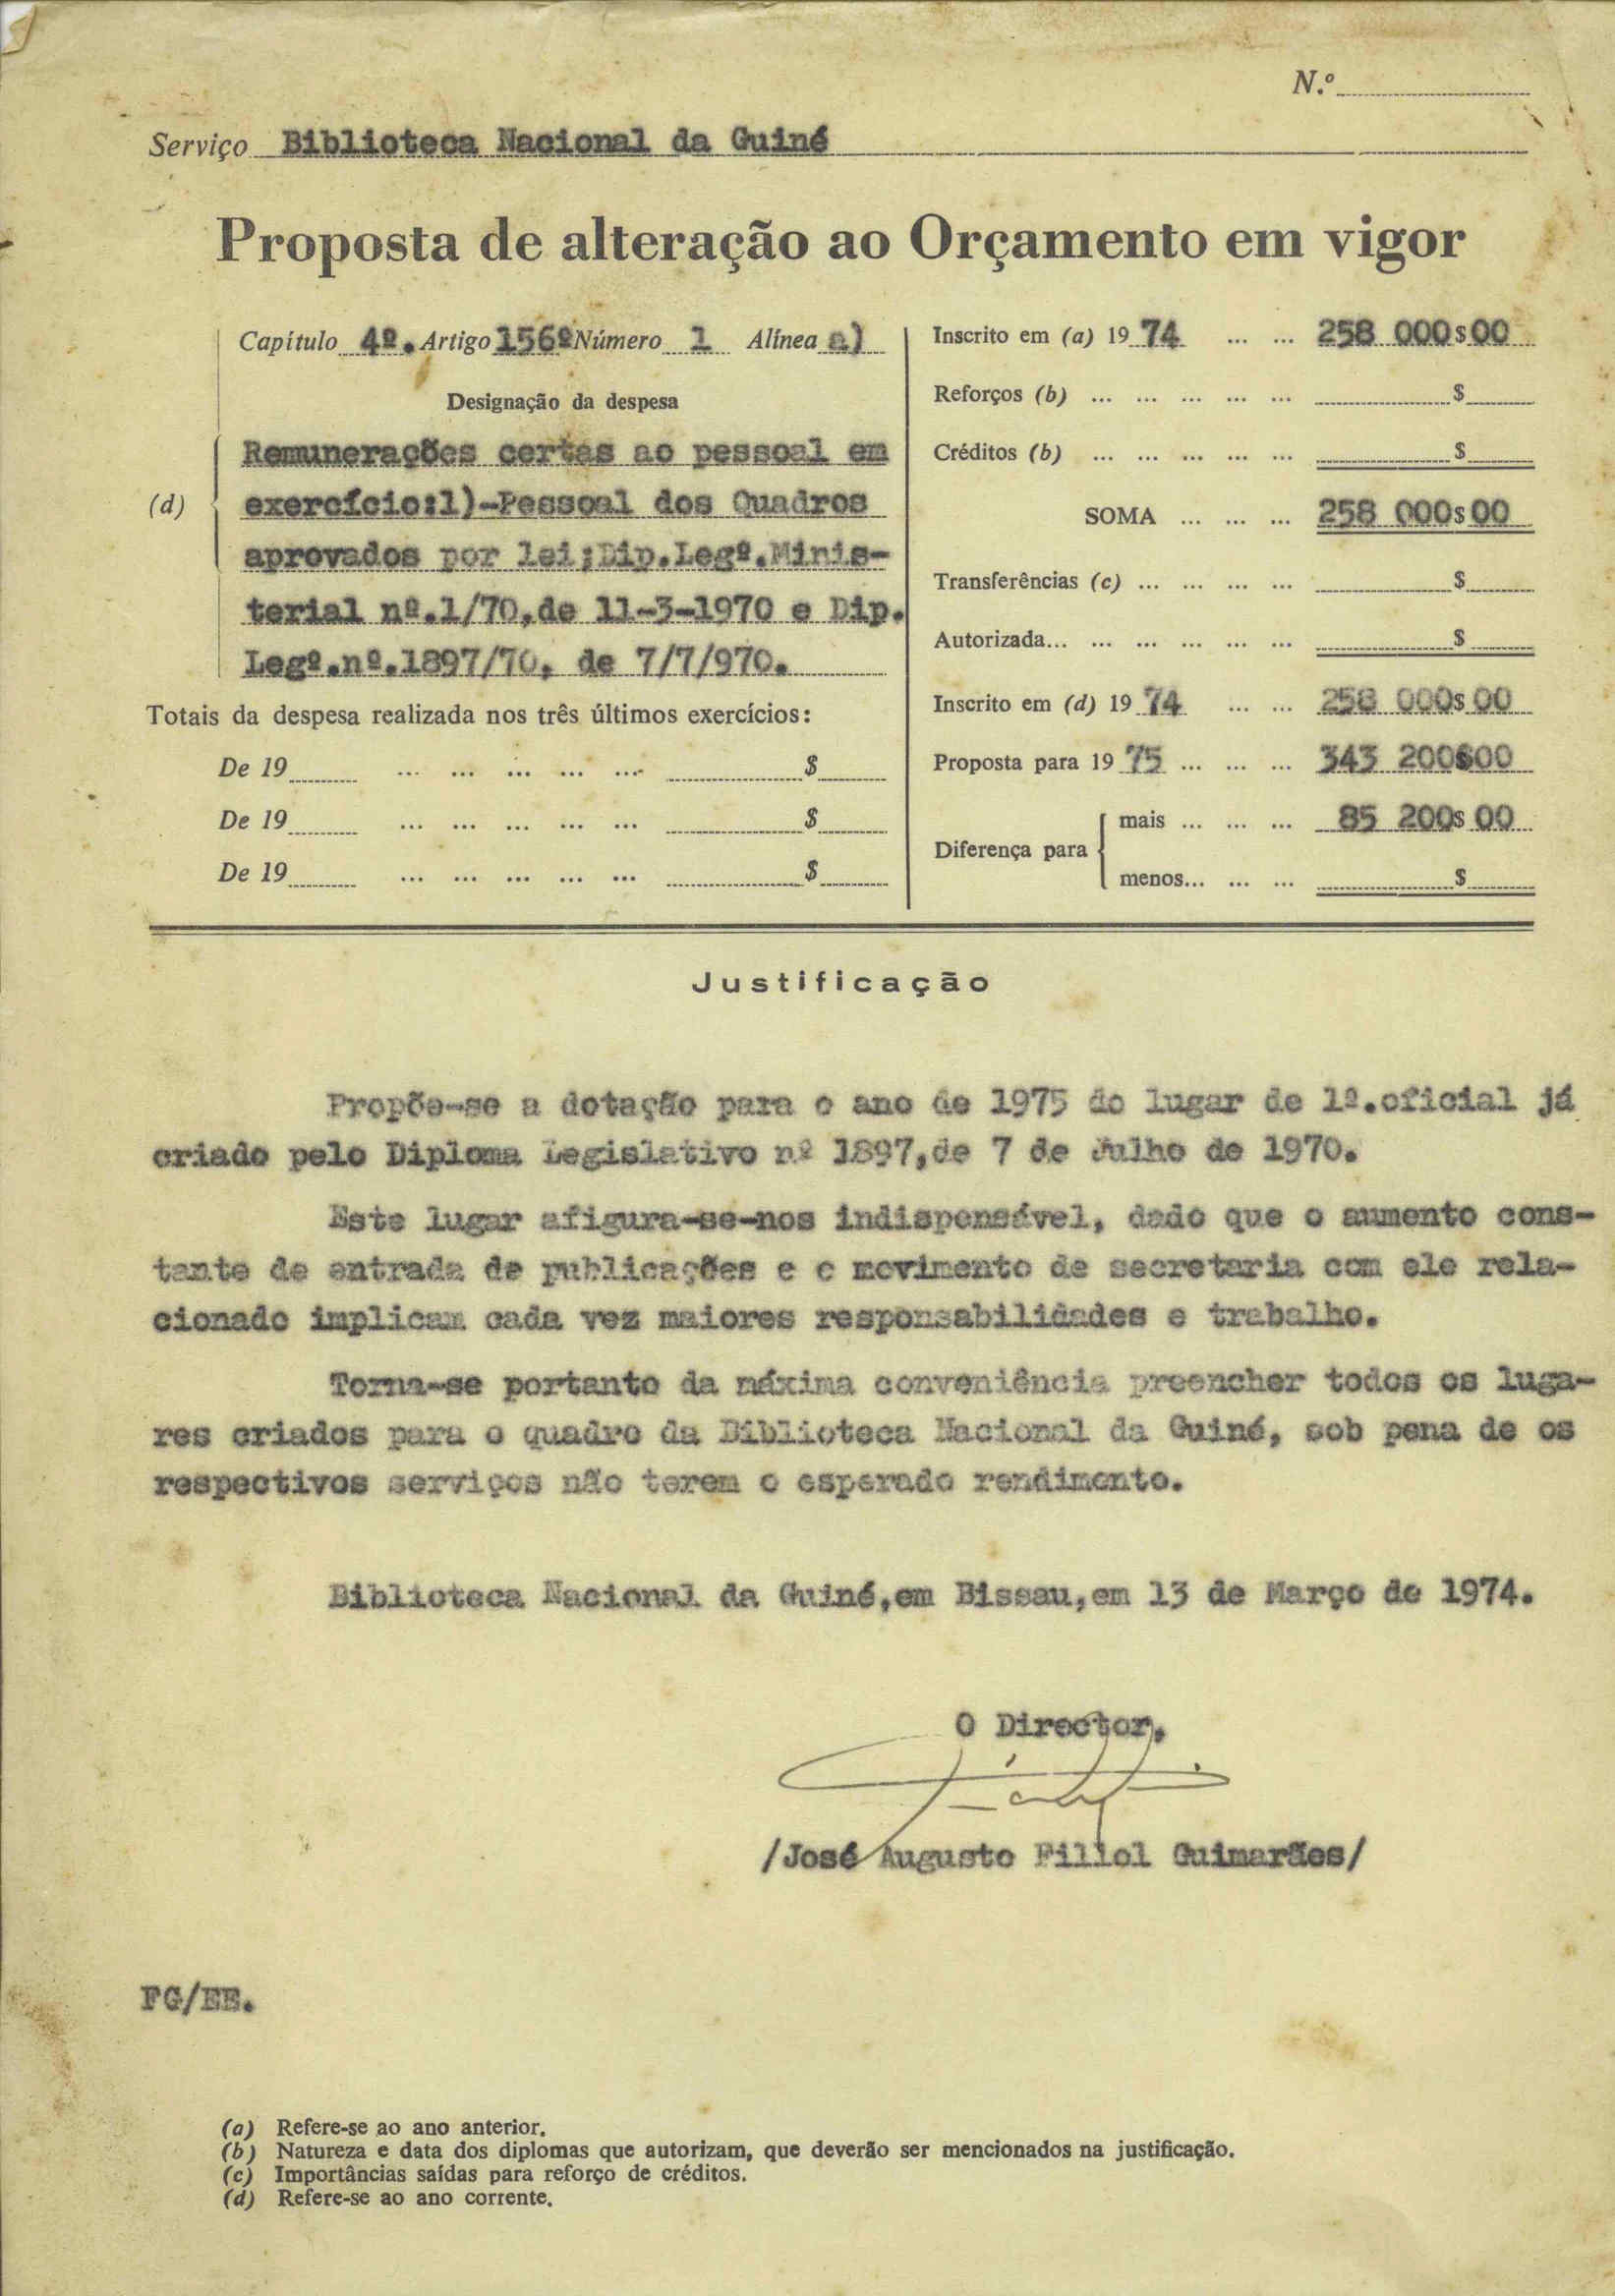 N.º
Serviço Biblioteca Nacional da Guiné
Proposta de alteração ao Orçamento em vigor
Capítulo 4º. Artigo 156º Número 1 Alínea a)
Designação da despesa
(d)
Remunerações certas ao pessoal em
exercício:1)-Pessoal dos Quadros
aprovados por lei;Dip.Legº.Minis-
terial nº.1/70,de 11-3-1970 e Dip.
Legº.nº.1897/70, de 7/7/970.
Totais da despesa realizada nos três últimos exercícios:
De 19 ... ... ... ... ... $
De 19 ... ... ... ... ... $
De 19 ... ... ... ... ... $
Inscrito em (a) 19 74 ... ... 258 000$00
Reforços (b) ... ... ... ... ... $
Créditos (b) ... ... ... ... ... $
SOMA ... ... ... 258 000$00
Transferências (c) ... ... ... ... $
Autorizada... ... ... ... ... ... $
Inscrito em (d) 19 74 ... ... 258 000$00
Proposta para 19 75 ... ... ... 343 200$00
Diferença para
mais ... ... ... 85 200$00
menos... ... ... $
Justificação
Propõe-se a dotação para o ano de 1975 do lugar de 1º.oficial já
criado pelo Diploma Legislativo nº 1897,de 7 de Julho de 1970.
Este lugar afigura-se-nos indispensável, dado que o aumento cons-
tante de entrada de publicações e o movimento de secretaria com ele rela-
cionado implicam cada vez maiores responsabilidades e trabalho.
Torna-se portanto da máxima conveniência preencher todos os luga-
res criados para o quadro da Biblioteca Nacional da Guiné, sob pena de os
respectivos serviços não terem o esperado rendimento.
Biblioteca Nacional da Guiné,em Bissau,em 13 de Março de 1974.
O Director,
/José Augusto Filiol Guimarães/
FG/EE.
(a) Refere-se ao ano anterior.
(b) Natureza e data dos diplomas que autorizam, que deverão ser mencionados na justificação.
(c) Importâncias saídas para reforço de créditos.
(d) Refere-se ao ano corrente.